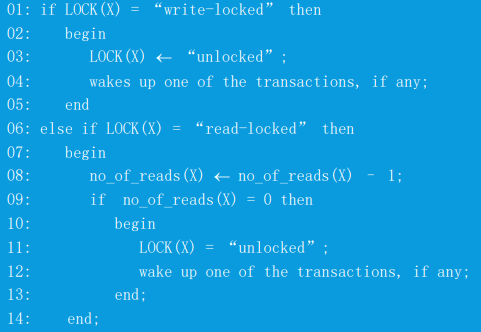 01: if LOCK(X) = “write-locked” then
02: begin
03: LOCK(X) ← “unlocked”;
04: wakes up one of the transactions, if any;
05: end
06: else if LOCK(X) = “read-locked” then
07: begin
08: no_of_reads(X) ← no_of_reads(X) – 1;
09: if no_of_reads(X) = 0 then
10: begin
11: LOCK(X) = “unlocked”;
12: wake up one of the transactions, if any;
13: end;
14: end;